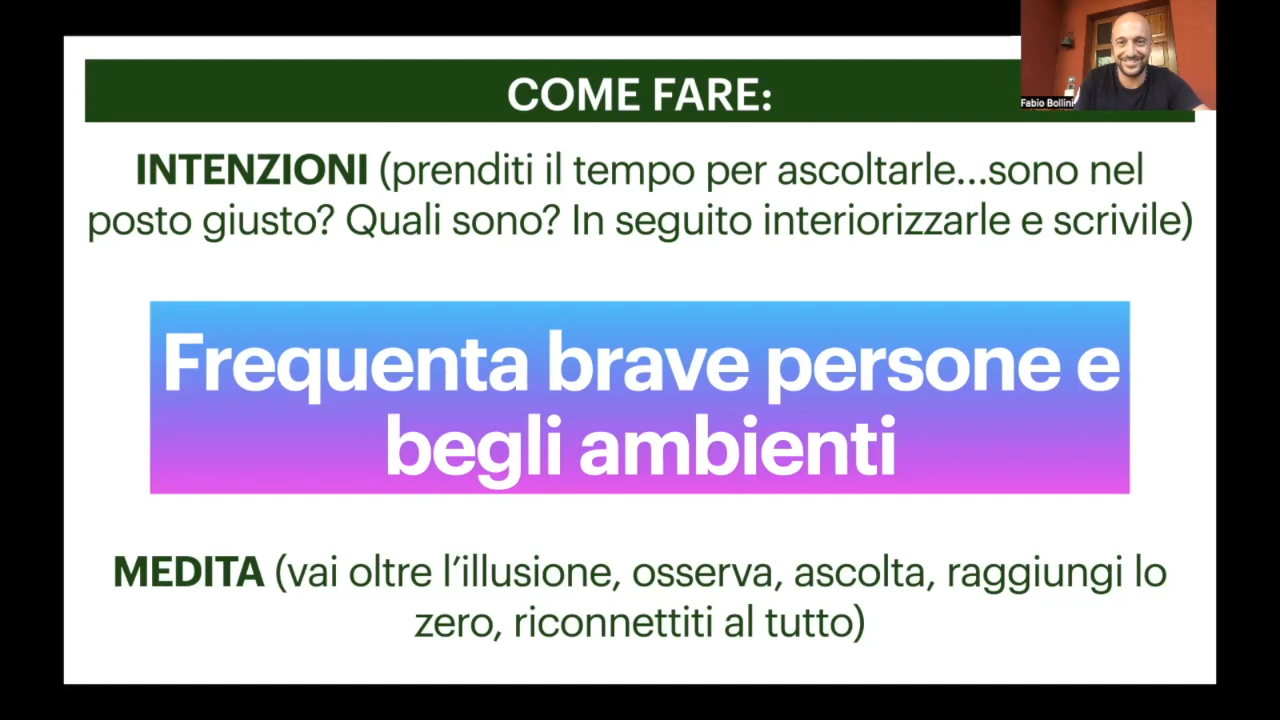 COME FARE:
Fabio Bollini
INTENZIONI (prenditi il tempo per ascoltarle...sono nel
posto giusto? Quali sono? In seguito interiorizzarle e scrivile)
Frequenta brave persone e
begli ambienti
MEDITA (vai oltre l’illusione, osserva, ascolta, raggiungi lo
zero, riconnettiti al tutto)